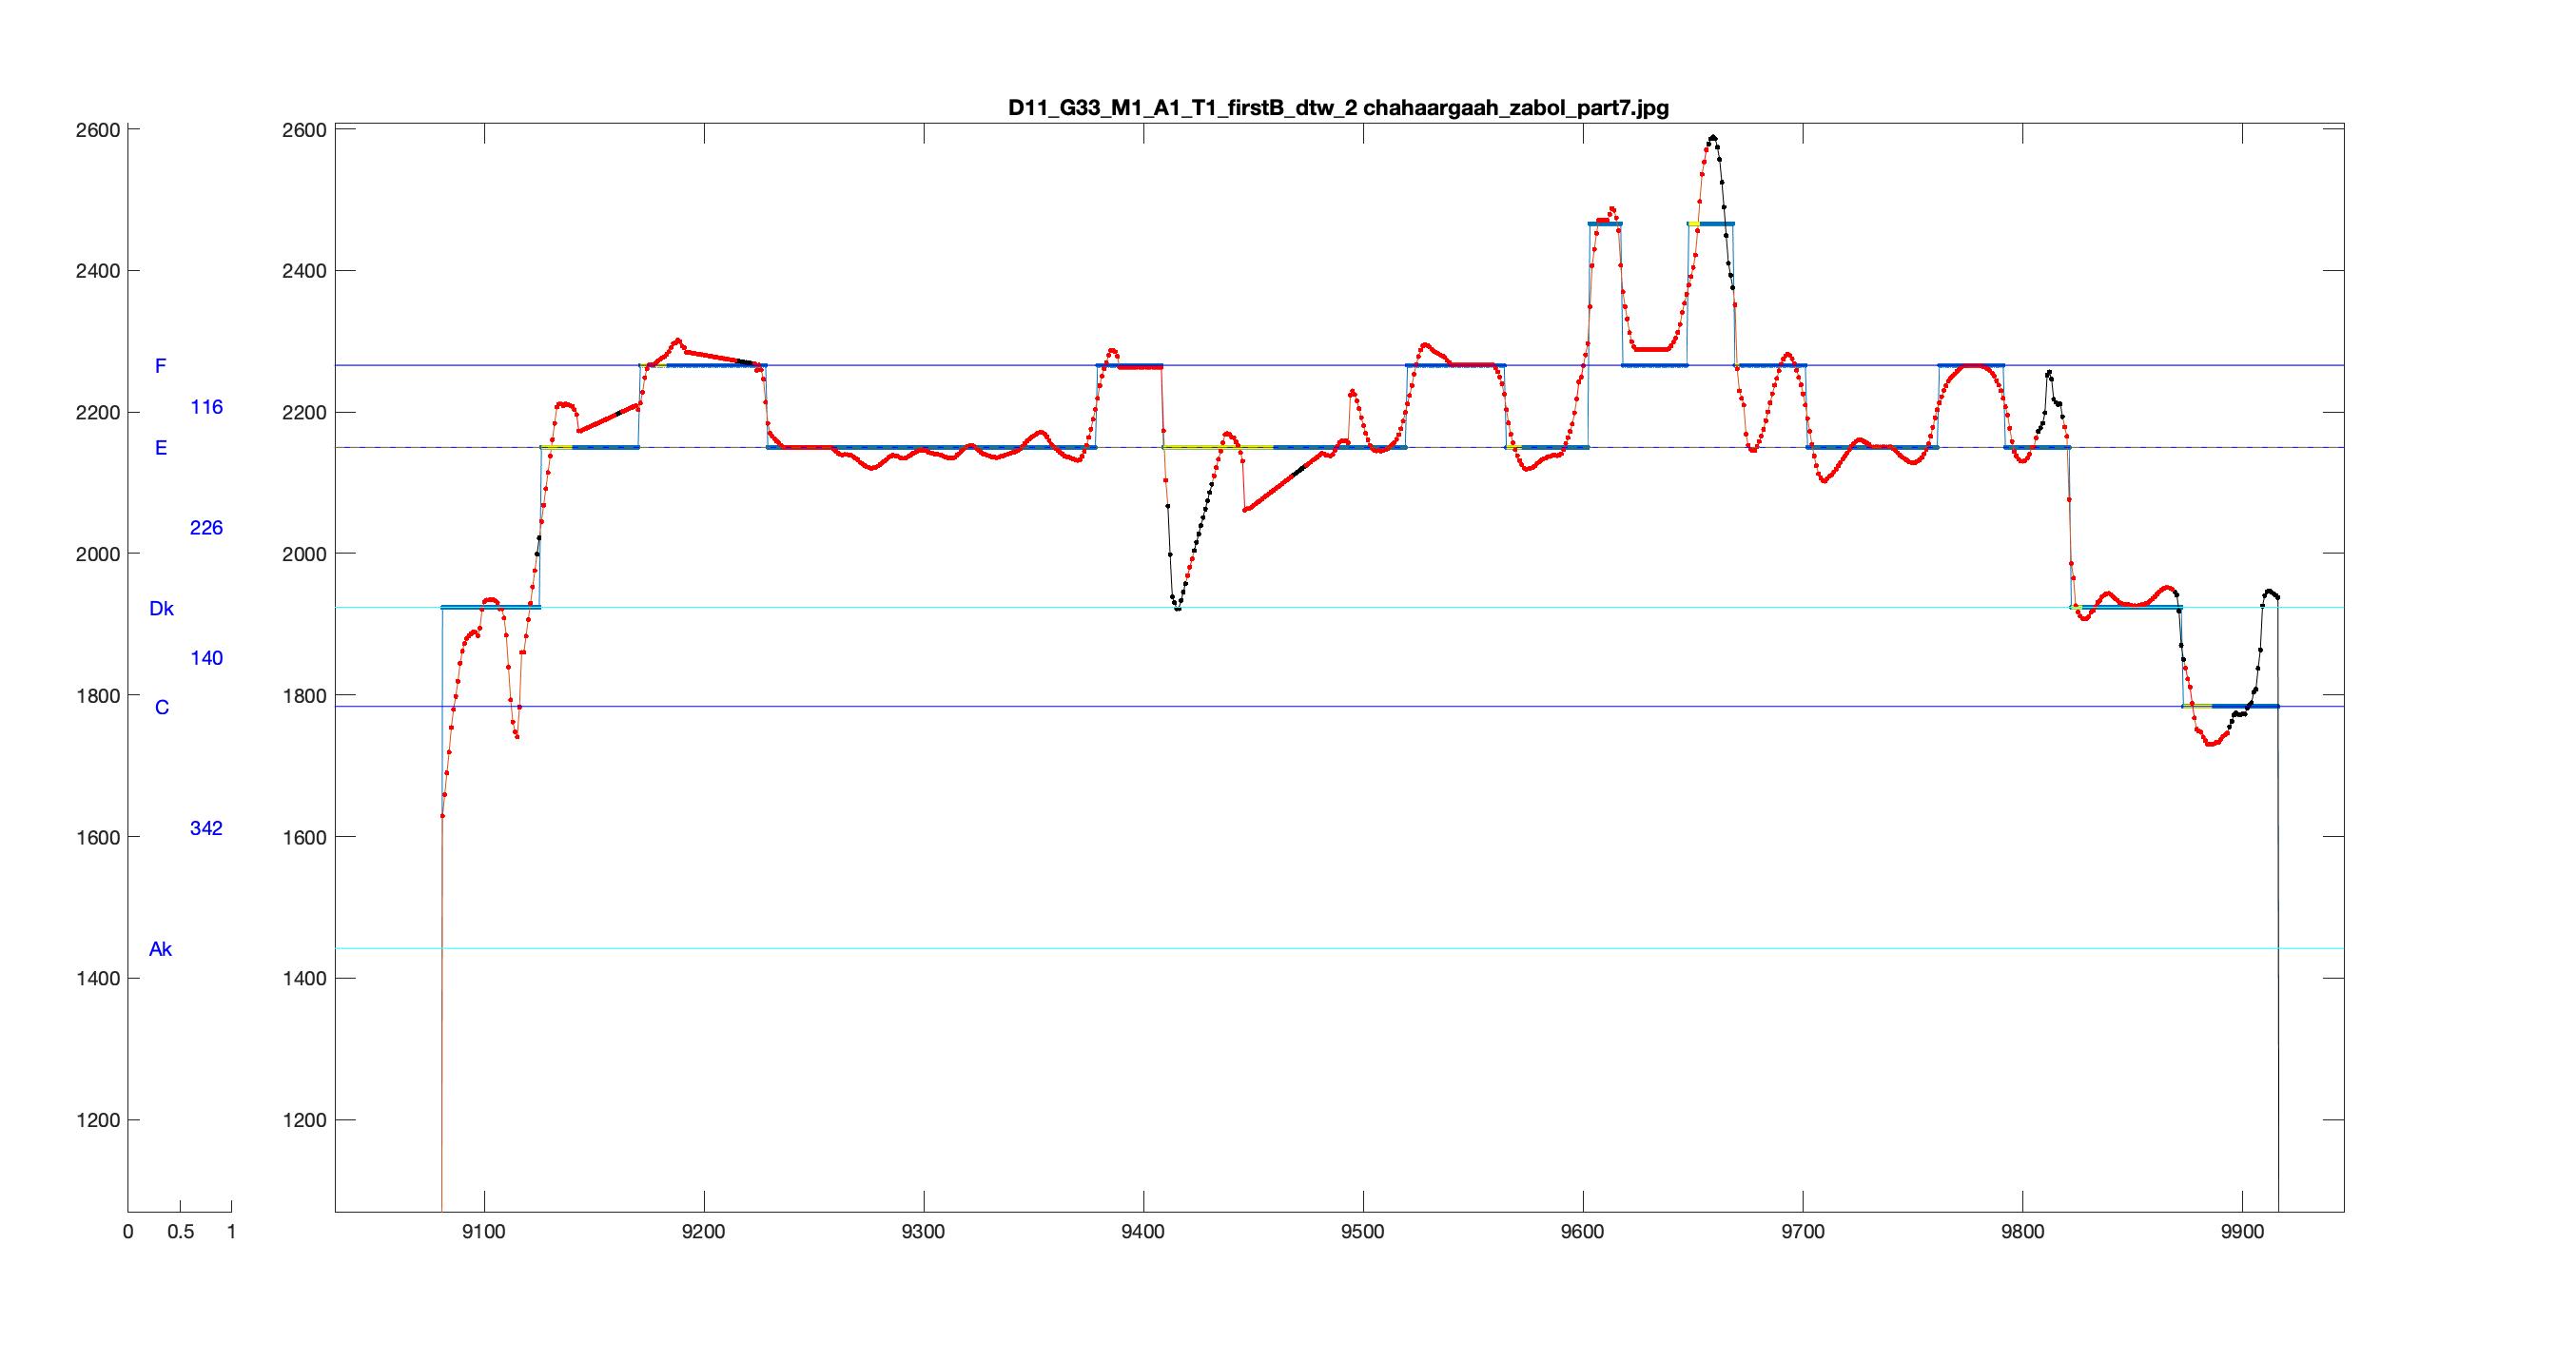 D11_G33_M1_A1_T1_firstB_dtw_2 chahaargaah_zabol_part7.jpg
2600 2600
2400 2400
F
2200 116 2200
E
226
2000 2000
Dk
140
1800 1800
C
1600 342 1600
Ak
1400 1400
1200 1200
0 0.5 1 9100 9200 9300 9400 9500 9600 9700 9800 9900